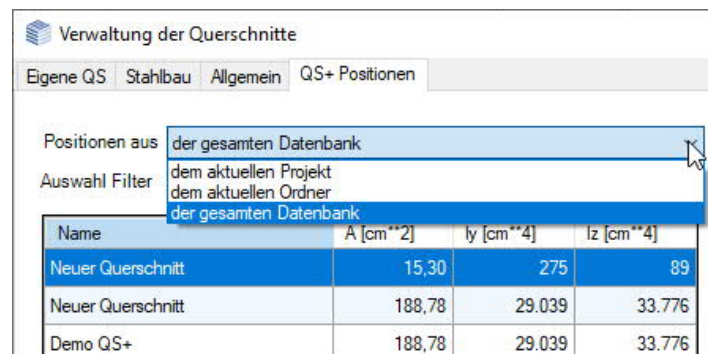 Verwaltung der Querschnitte
Eigene QS Stahlbau Allgemein QS+ Positionen
Positionen aus der gesamten Datenbank
dem aktuellen Projekt
Auswahl Filter dem aktuellen Ordner
der gesamten Datenbank
Name A [cm**2] Iy [cm**4] Iz [cm**4]
Neuer Querschnitt 15,30 275 89
Neuer Querschnitt 188,78 29.039 33.776
Demo QS+ 188,78 29.039 33.776